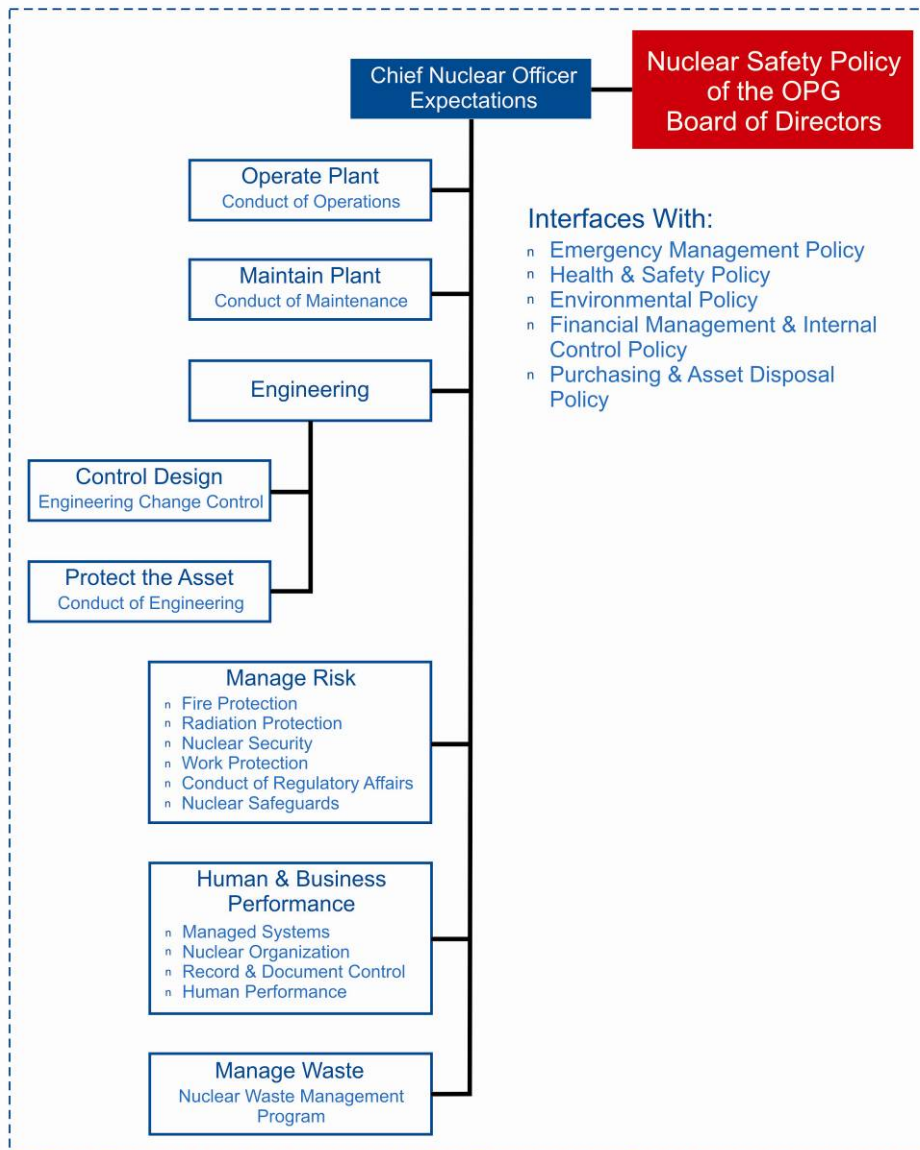 Chief Nuclear Officer
Expectations
Nuclear Safety Policy
of the OPG
Board of Directors
Operate Plant
Conduct of Operations
Interfaces With:
n Emergency Management Policy
n Health & Safety Policy
n Environmental Policy
n Financial Management & Internal
Control Policy
n Purchasing & Asset Disposal
Policy
Maintain Plant
Conduct of Maintenance
Engineering
Control Design
Engineering Change Control
Protect the Asset
Conduct of Engineering
Manage Risk
n Fire Protection
n Radiation Protection
n Nuclear Security
n Work Protection
n Conduct of Regulatory Affairs
n Nuclear Safeguards
Human & Business
Performance
n Managed Systems
n Nuclear Organization
n Record & Document Control
n Human Performance
Manage Waste
Nuclear Waste Management
Program